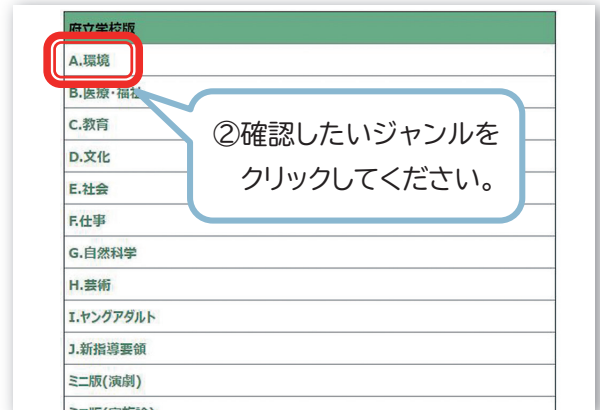 府立学校版
A.環境
B.医療・福祉
C.教育
D.文化
E.社会
F.仕事
G.自然科学
H.芸術
I.ヤングアダルト
J.新指導要領
ミニ版(演劇)
②確認したいジャンルを
クリックしてください。